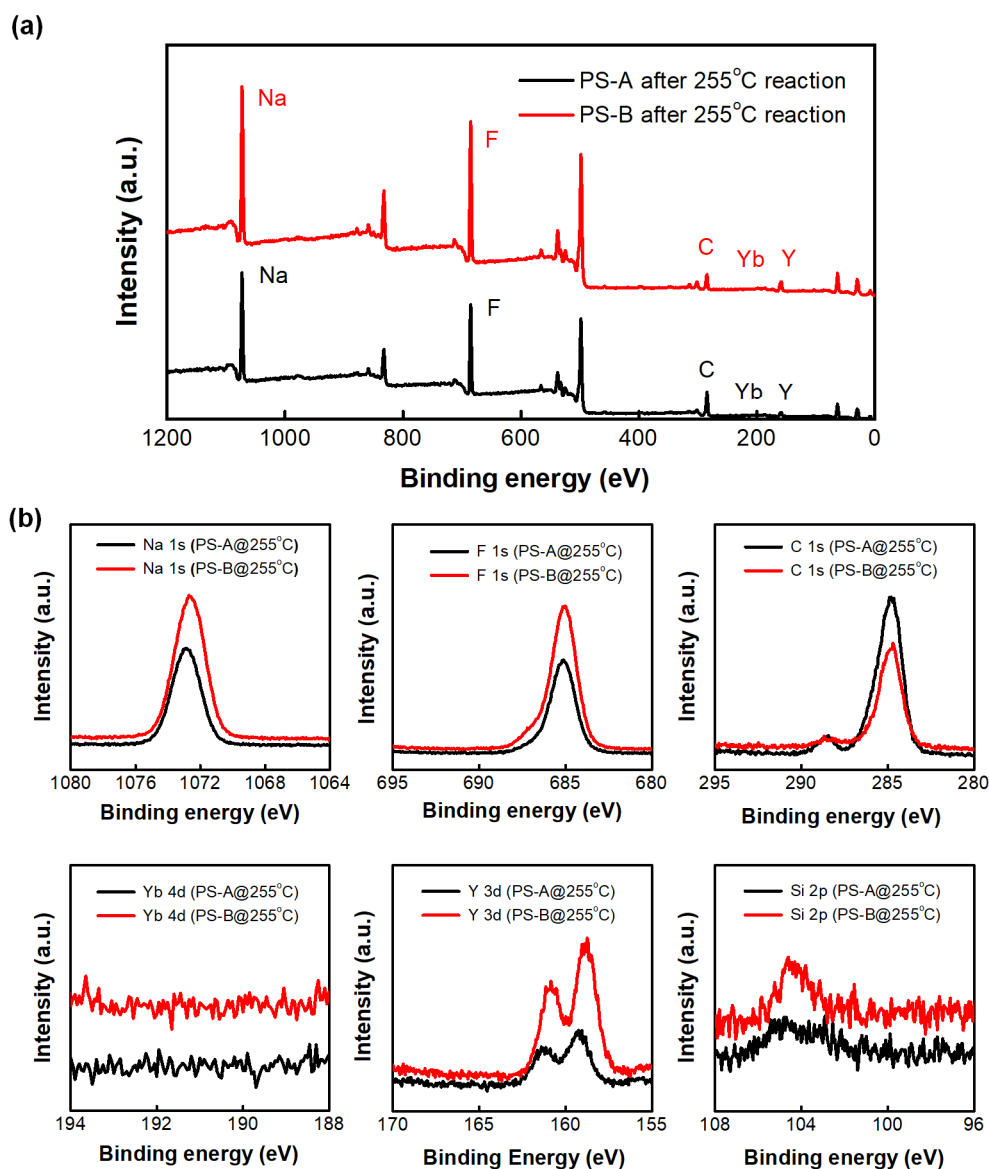 (a)
PS-A after 255°C reaction
PS-B after 255°C reaction
Na
F
C Yb Y
Na
F
C
Yb Y
Intensity (a.u.)
1200 1000 800 600 400 200 0
Binding energy (eV)
(b)
Na 1s (PS-A@255°C)
Na 1s (PS-B@255°C)
Intensity (a.u.)
1080 1076 1072 1068 1064
Binding energy (eV)
F 1s (PS-A@255°C)
F 1s (PS-B@255°C)
Intensity (a.u.)
695 690 685 680
Binding energy (eV)
C 1s (PS-A@255°C)
C 1s (PS-B@255°C)
Intensity (a.u.)
295 290 285 280
Binding energy (eV)
Yb 4d (PS-A@255°C)
Yb 4d (PS-B@255°C)
Intensity (a.u.)
194 192 190 188
Binding energy (eV)
Y 3d (PS-A@255°C)
Y 3d (PS-B@255°C)
Intensity (a.u.)
170 165 160 155
Binding Energy (eV)
Si 2p (PS-A@255°C)
Si 2p (PS-B@255°C)
Intensity (a.u.)
108 104 100 96
Binding energy (eV)